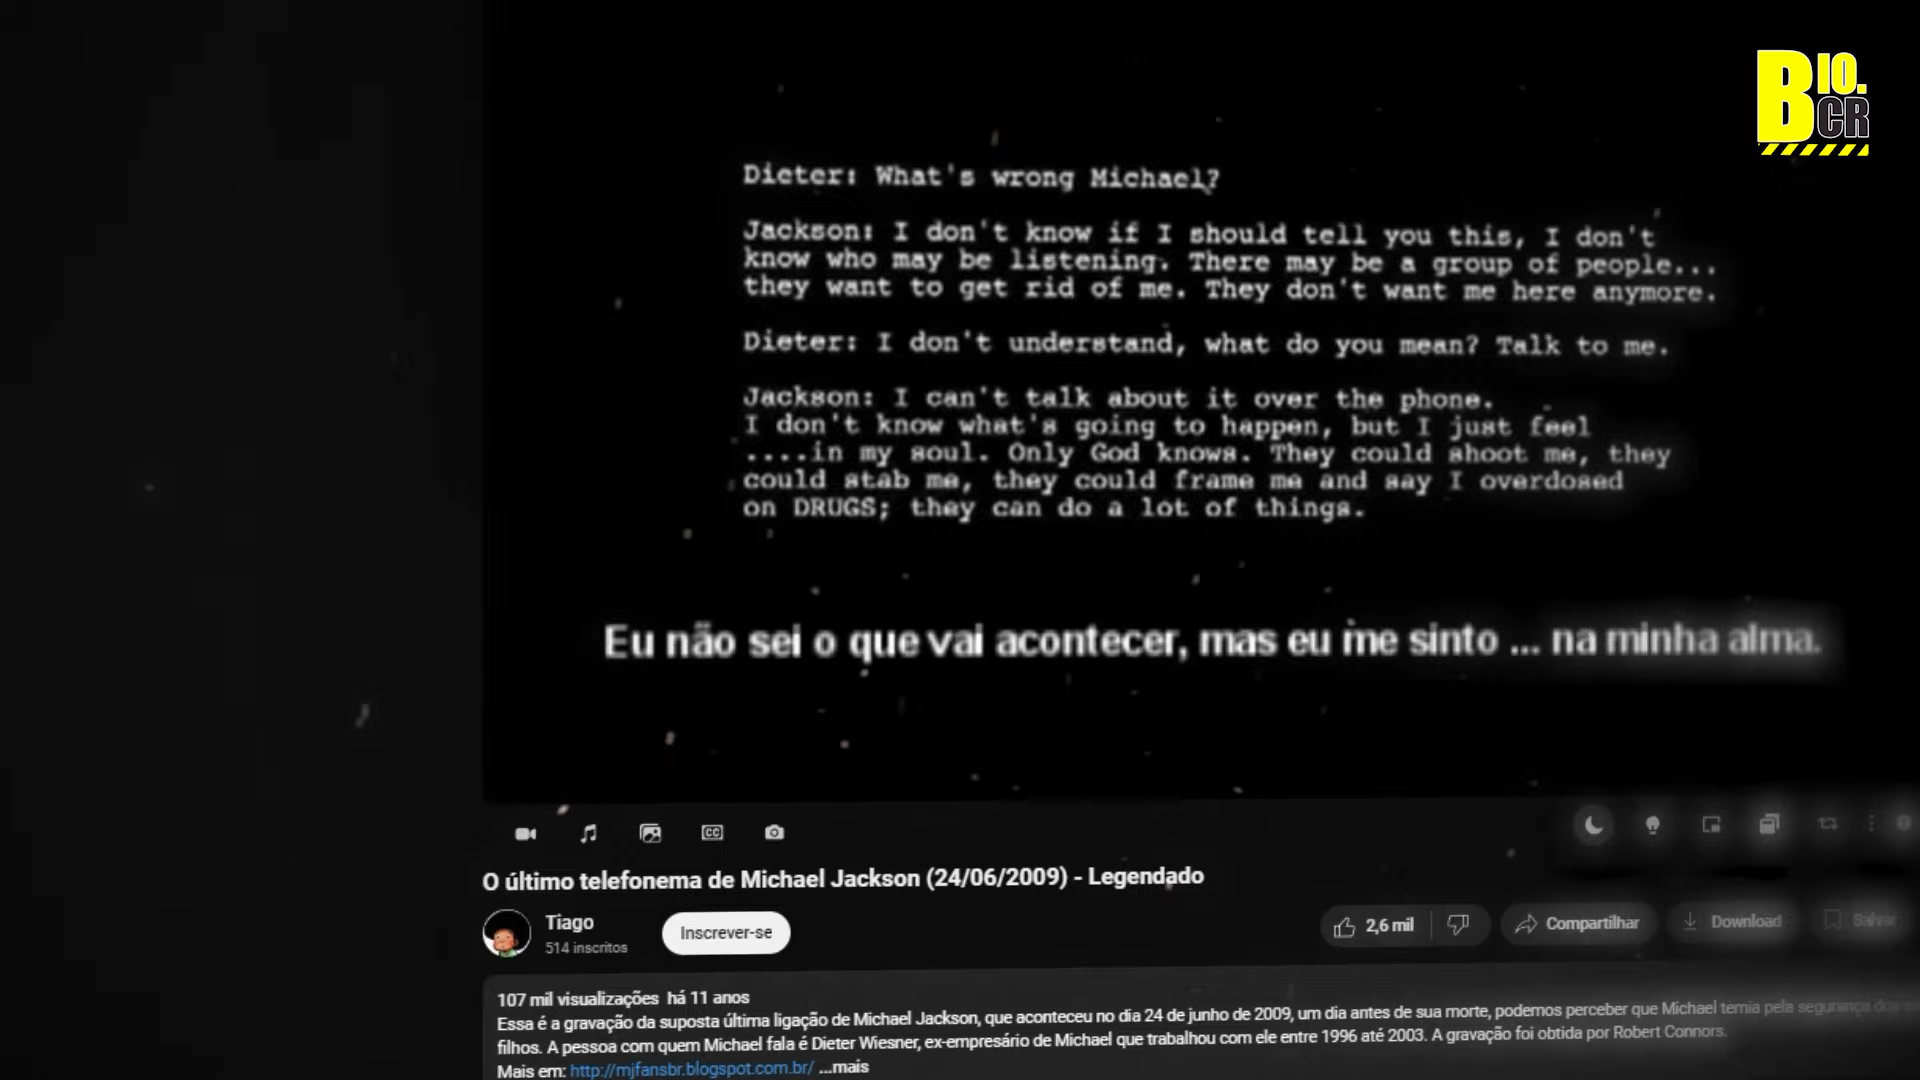 BIO.
CR
Dieter: What's wrong Michael?
Jackson: I don't know if I should tell you this, I don't
know who may be listening. There may be a group of people...
they want to get rid of me. They don't want me here anymore.
Dieter: I don't understand, what do you mean? Talk to me.
Jackson: I can't talk about it over the phone.
I don't know what's going to happen, but I just feel
....in my soul. Only God knows. They could shoot me, they
could stab me, they could frame me and say I overdosed
on DRUGS; they can do a lot of things.
Eu não sei o que vai acontecer, mas eu me sinto ... na minha alma.
CC
O último telefonema de Michael Jackson (24/06/2009) - Legendado
Tiago
514 inscritos
Inscrever-se
2,6 mil
Compartilhar
Download
Salvar
107 mil visualizações há 11 anos
Essa é a gravação da suposta última ligação de Michael Jackson, que aconteceu no dia 24 de junho de 2009, um dia antes de sua morte, podemos perceber que Michael temia pela segurança
filhos. A pessoa com quem Michael fala é Dieter Wiesner, ex-empresário de Michael que trabalhou com ele entre 1996 até 2003. A gravação foi obtida por Robert Connors.
Mais em: http://mjfansbr.blogspot.com.br/ ...mais